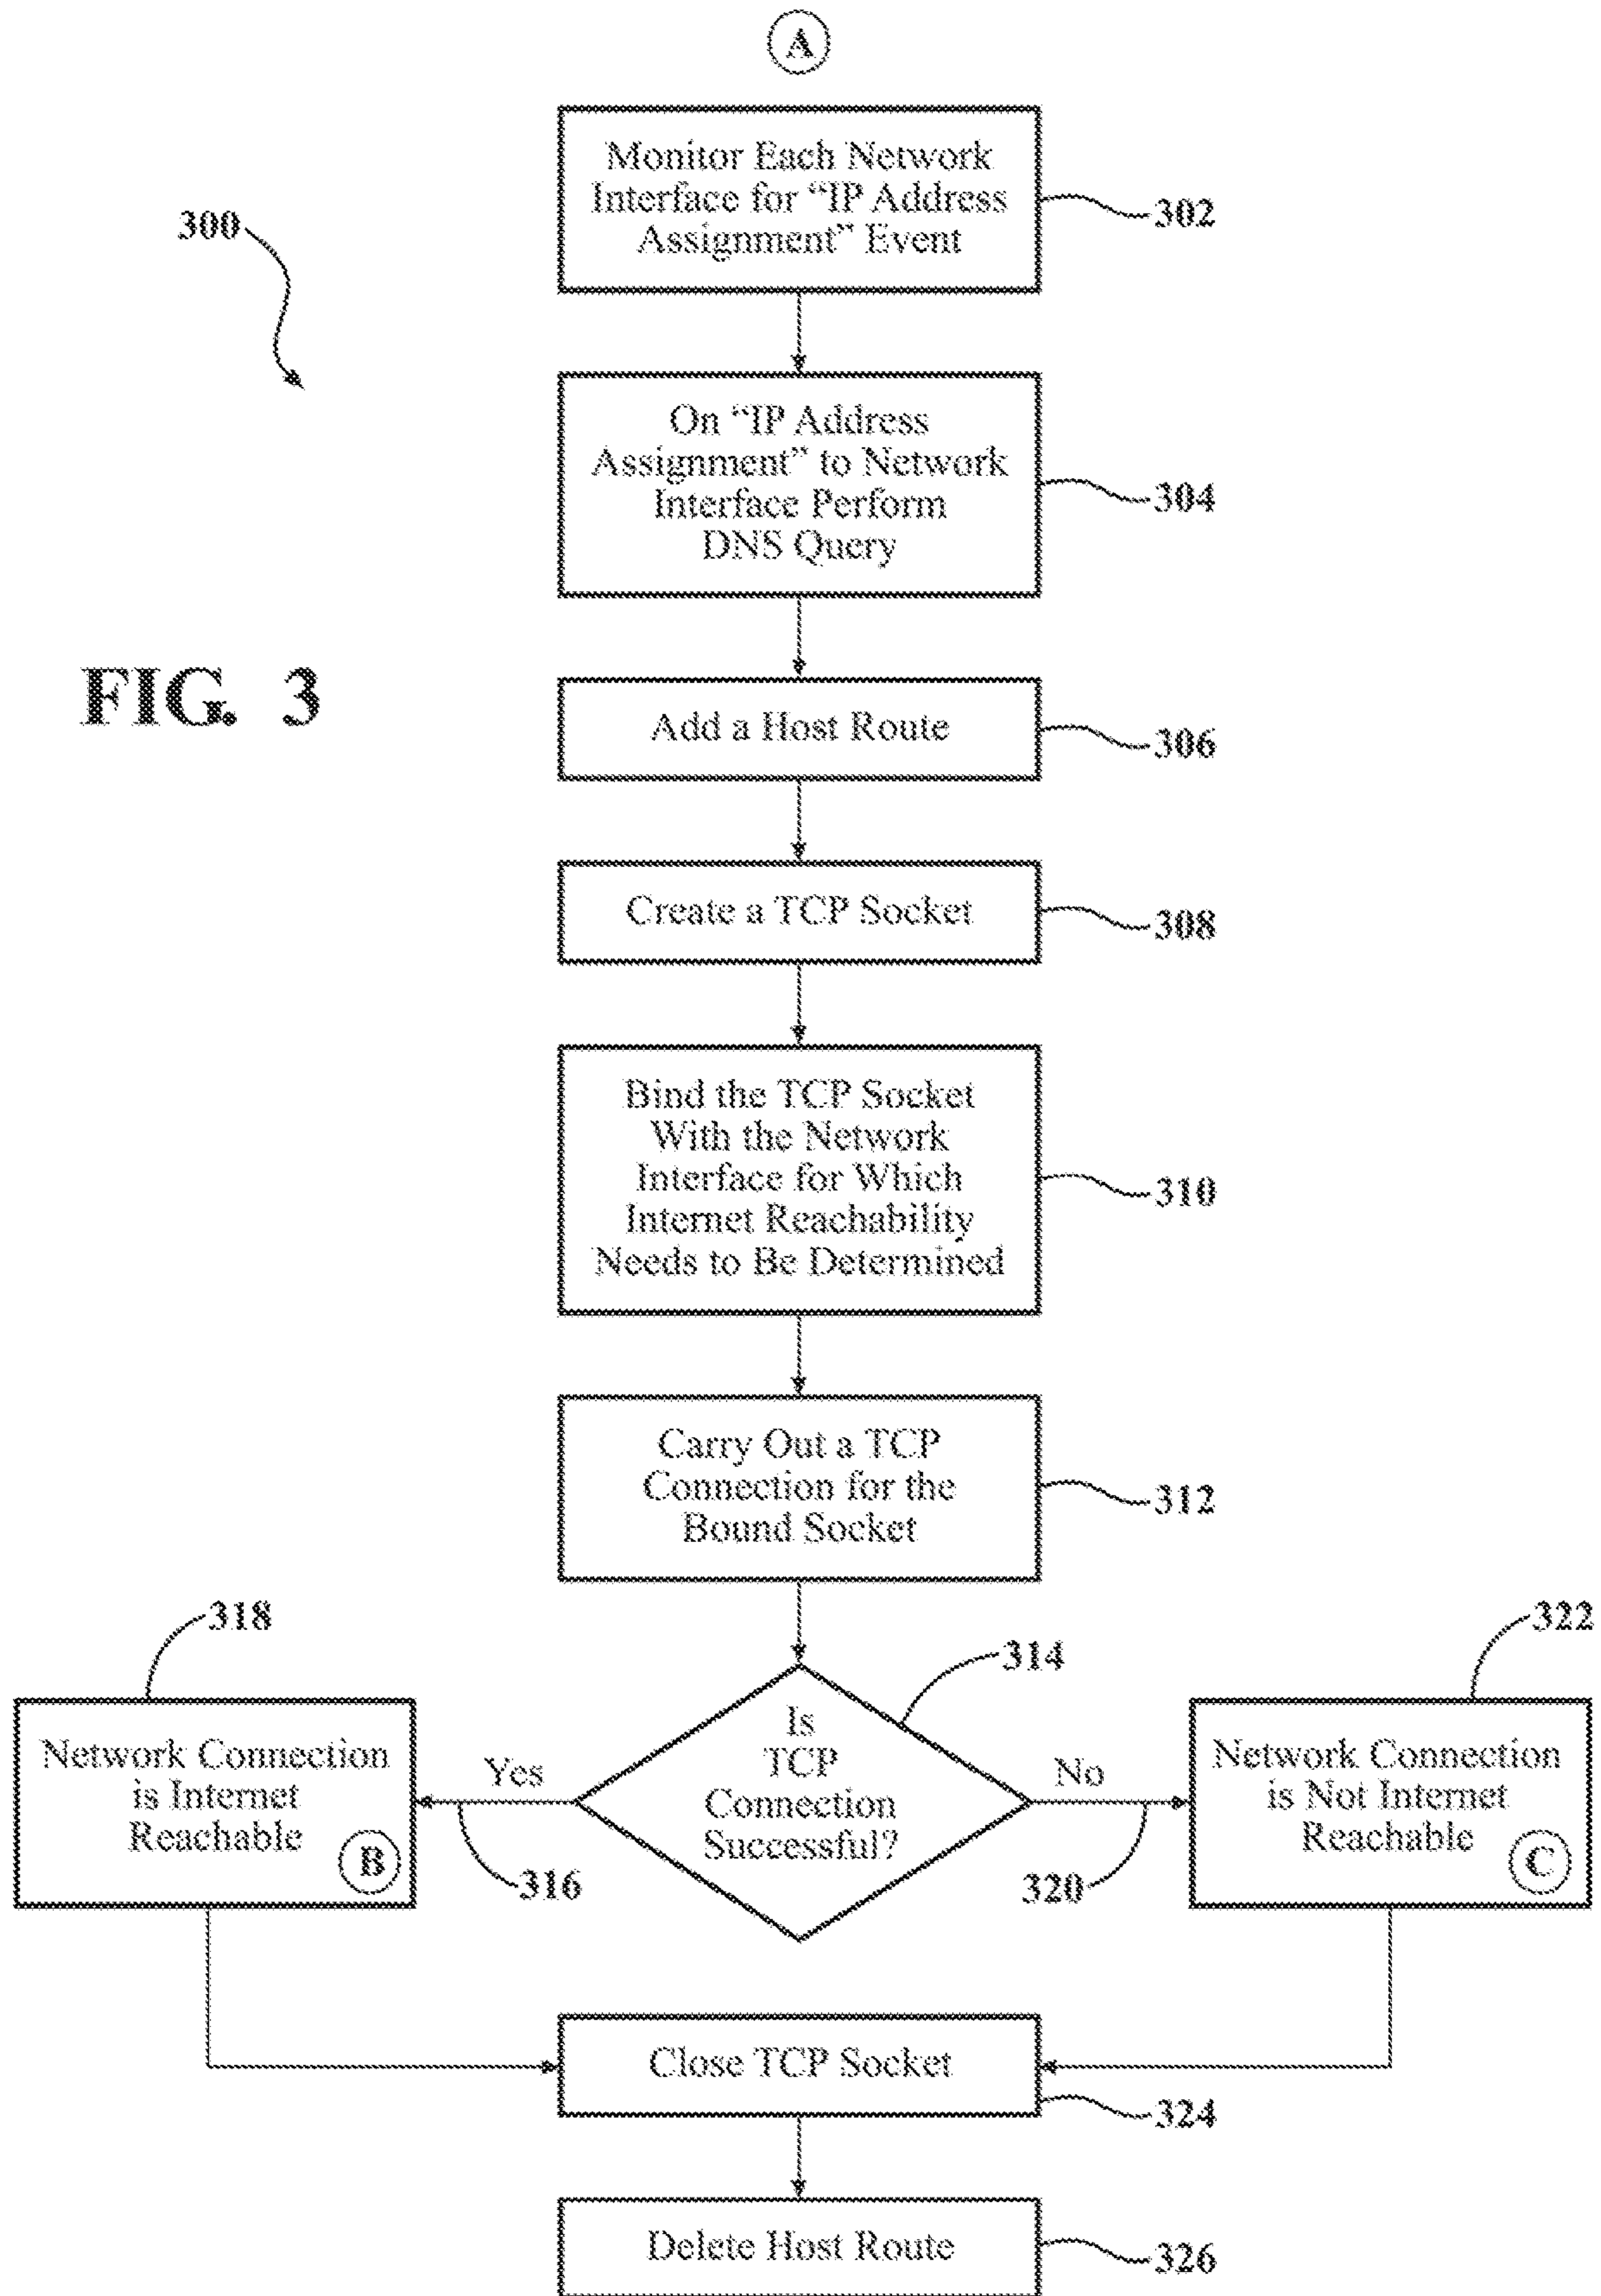 A
Monitor Each Network
Interface for “IP Address
Assignment” Event
302
300
On “IP Address
Assignment” to Network
Interface Perform
DNS Query
304
FIG. 3
Add a Host Route
306
Create a TCP Socket
308
Bind the TCP Socket
With the Network
Interface for Which
Internet Reachability
Needs to Be Determined
310
Carry Out a TCP
Connection for the
Bound Socket
312
318
314
322
Network Connection
is Internet
Reachable
B
Yes
316
Is
TCP
Connection
Successful?
No
320
Network Connection
is Not Internet
Reachable
C
Close TCP Socket
324
Delete Host Route
326